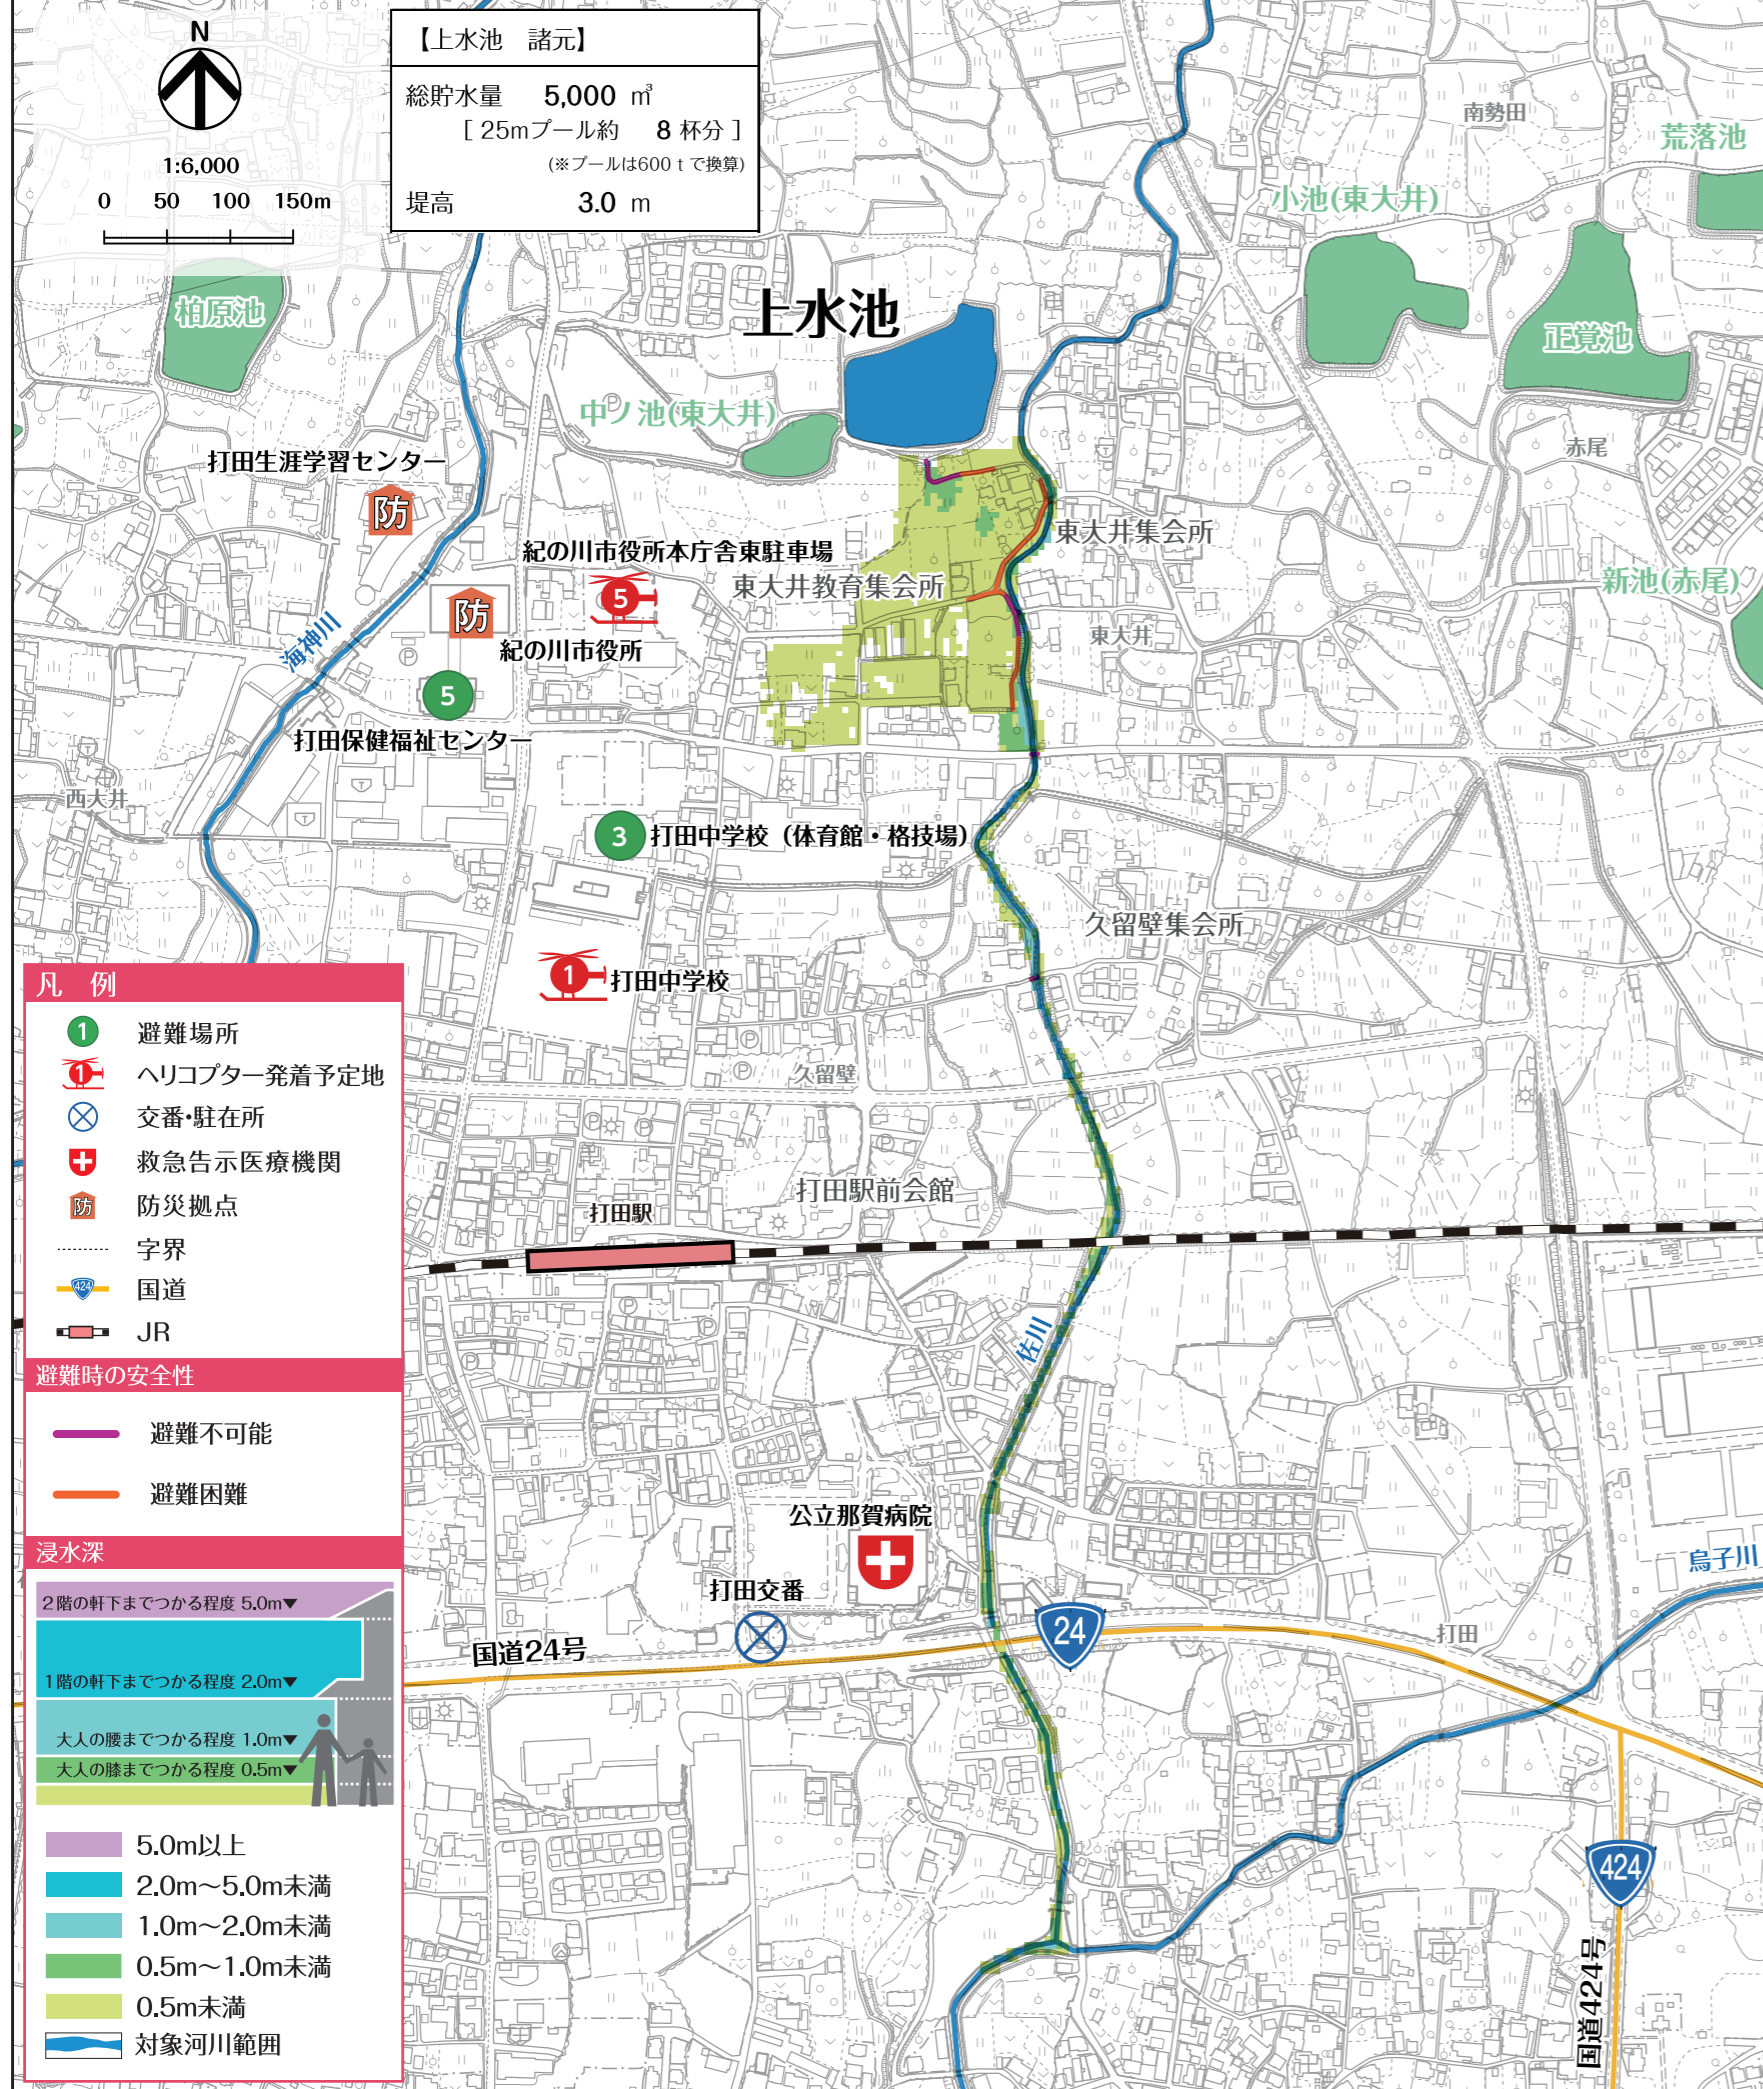 N
1:6,000
0 50 100 150m
【上水池 諸元】
総貯水量 5,000 ㎥
[ 25mプール約 8 杯分 ]
(※プールは600 t で換算)
堤高 3.0 m
南勢田
荒落池
小池(東大井)
柏原池
上水池
正覚池
中ノ池(東大井)
赤尾
打田生涯学習センター
防
東大井集会所
紀の川市役所本庁舎東駐車場
5
東大井教育集会所
新池(赤尾)
防
海神川
紀の川市役所
東大井
5
打田保健福祉センター
西大井
3
打田中学校(体育館・格技場)
久留壁集会所
1
打田中学校
久留壁
打田駅前会館
打田駅
佐川
公立那賀病院
打田交番
烏子川
24
国道24号
打田
424
国道424号
凡 例
1 避難場所
1 ヘリコプター発着予定地
交番・駐在所
救急告示医療機関
防 防災拠点
字界
424 国道
JR
避難時の安全性
避難不可能
避難困難
浸水深
2階の軒下までつかる程度 5.0m▼
1階の軒下までつかる程度 2.0m▼
大人の腰までつかる程度 1.0m▼
大人の膝までつかる程度 0.5m▼
5.0m以上
2.0m〜5.0m未満
1.0m〜2.0m未満
0.5m〜1.0m未満
0.5m未満
対象河川範囲